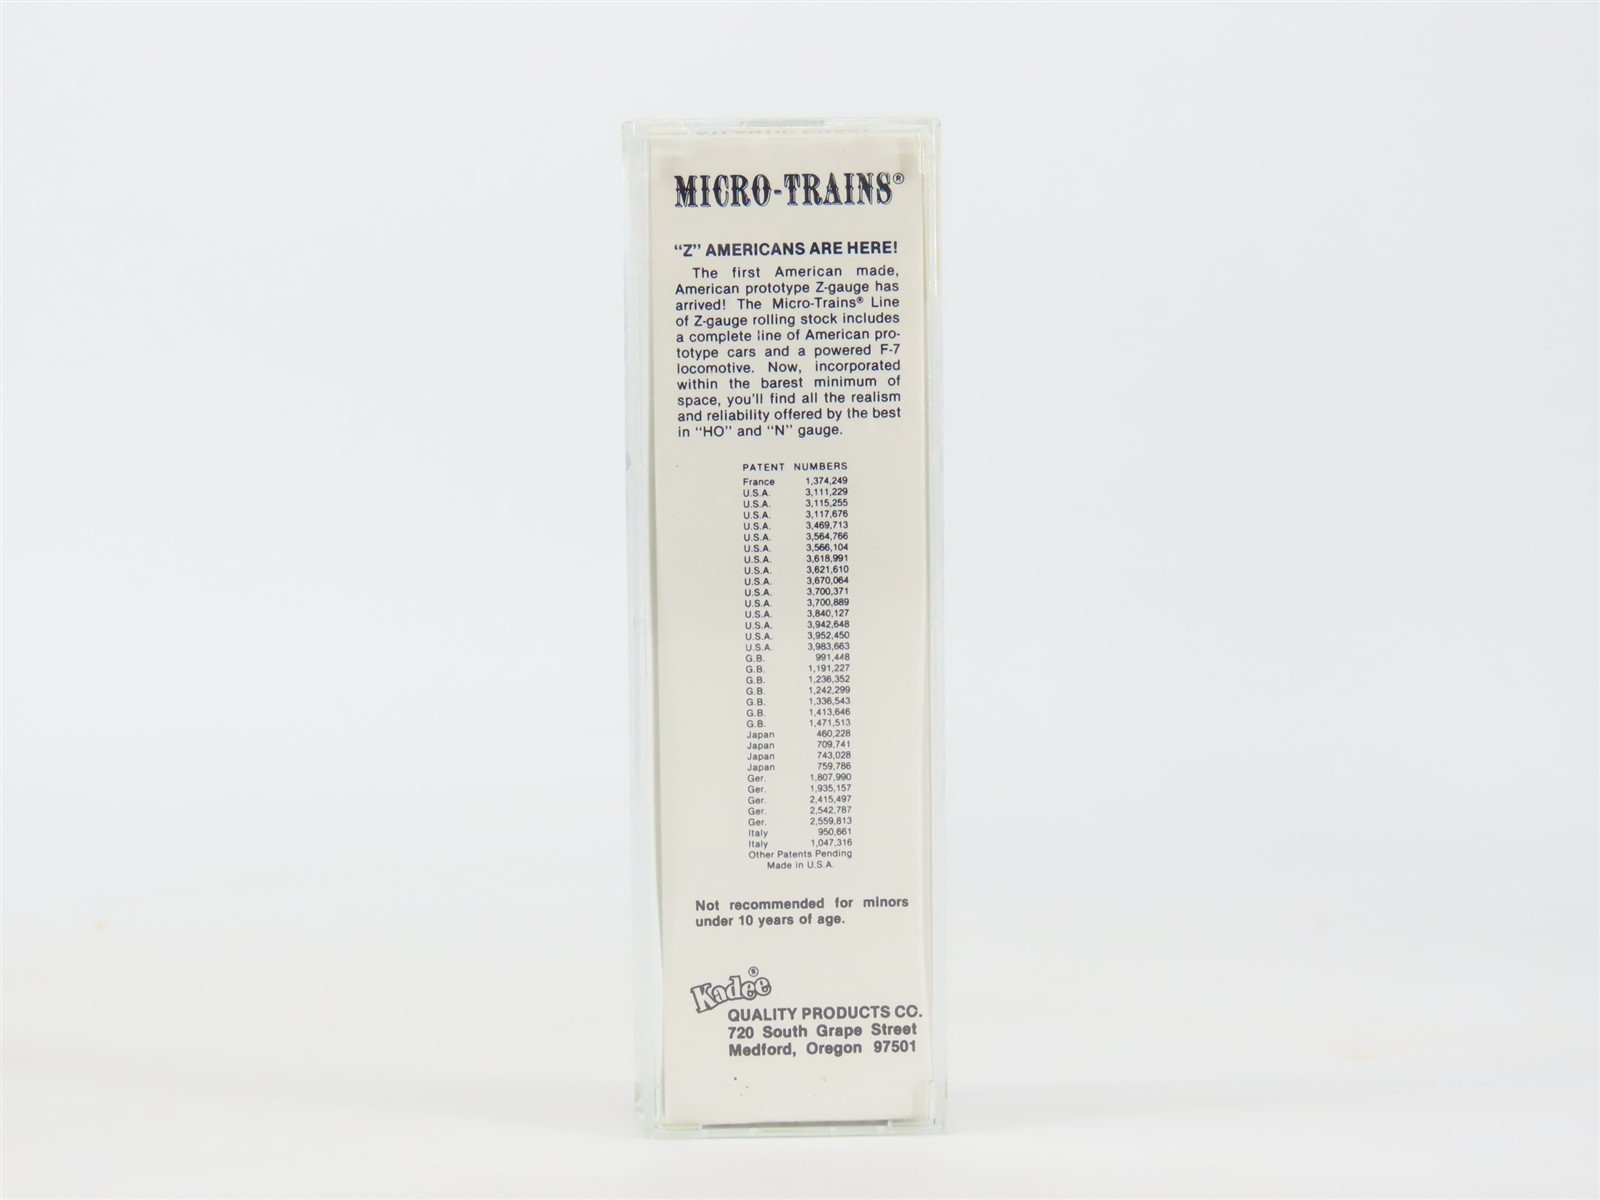 MICRO-TRAINS®
“Z” AMERICANS ARE HERE!
The first American made,
American prototype Z-gauge has
arrived! The Micro-Trains® Line
of Z-gauge rolling stock includes
a complete line of American pro-
totype cars and a powered F-7
locomotive. Now, incorporated
within the barest minimum of
space, you'll find all the realism
and reliability offered by the best
in “HO” and “N” gauge.
PATENT NUMBERS
France 1,374,249
U.S.A. 3,111,229
U.S.A. 3,115,255
U.S.A. 3,117,676
U.S.A. 3,469,713
U.S.A. 3,564,766
U.S.A. 3,566,104
U.S.A. 3,618,991
U.S.A. 3,621,610
U.S.A. 3,670,064
U.S.A. 3,700,371
U.S.A. 3,700,889
U.S.A. 3,840,127
U.S.A. 3,942,648
U.S.A. 3,952,450
U.S.A. 3,983,663
G.B. 991,448
G.B. 1,191,227
G.B. 1,236,352
G.B. 1,242,299
G.B. 1,336,543
G.B. 1,413,646
G.B. 1,471,513
Japan 460,228
Japan 709,741
Japan 743,028
Japan 759,786
Ger. 1,807,990
Ger. 1,935,157
Ger. 2,415,497
Ger. 2,542,787
Ger. 2,559,813
Italy 950,661
Italy 1,047,316
Other Patents Pending
Made in U.S.A.
Not recommended for minors
under 10 years of age.
Kadee®
QUALITY PRODUCTS CO.
720 South Grape Street
Medford, Oregon 97501